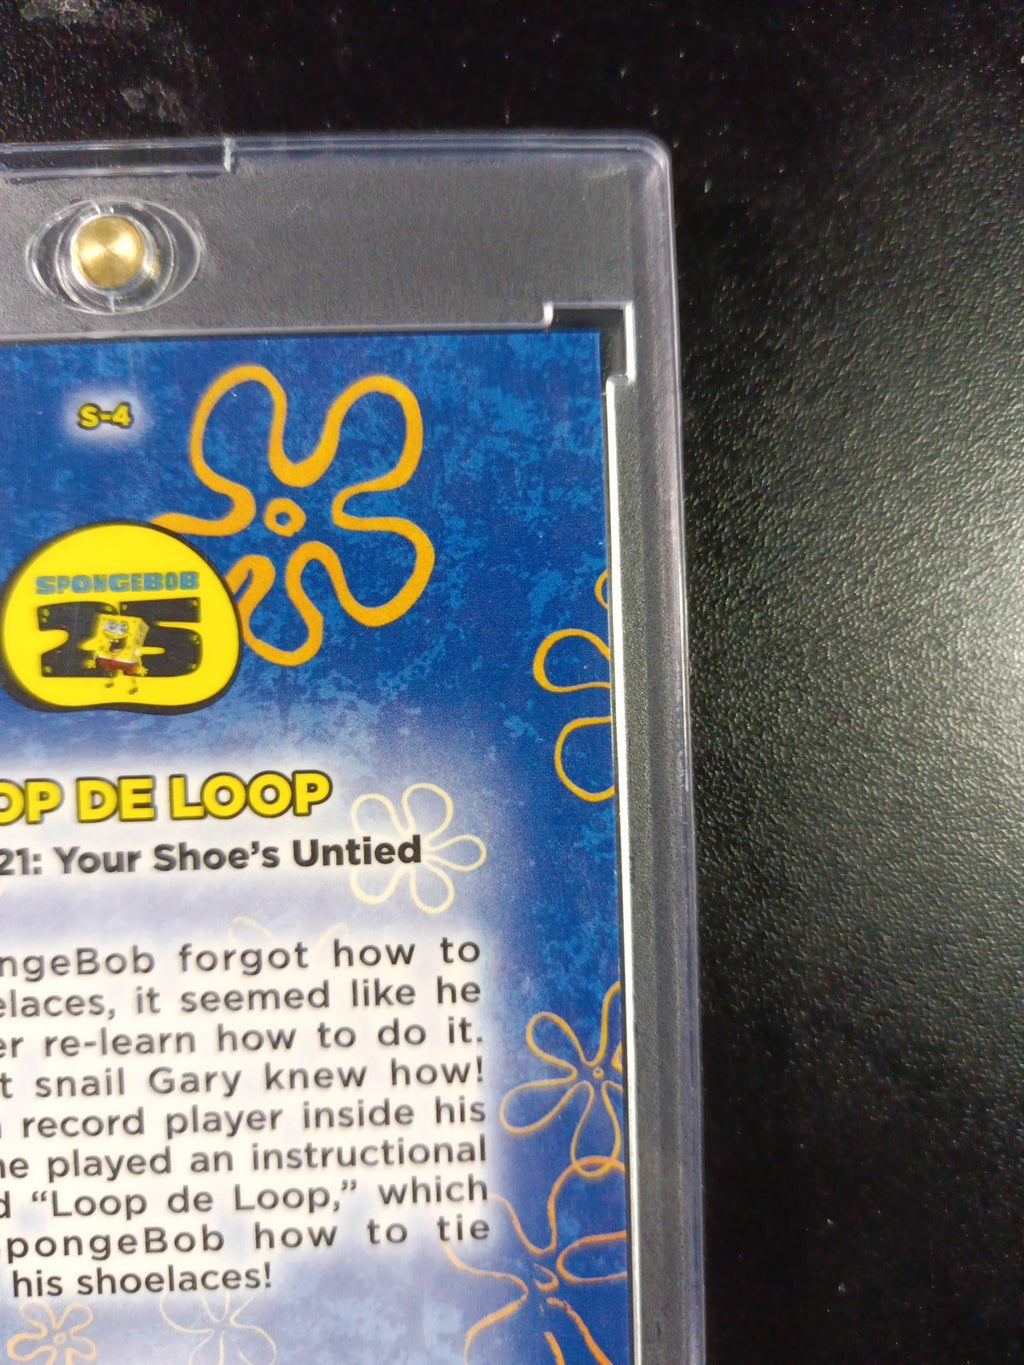 S-4
SPONGEBOB
25
OP DE LOOP
21: Your Shoe's Untied
ngeBob forgot how to
elaces, it seemed like he
er re-learn how to do it.
t snail Gary knew how!
record player inside his
he played an instructional
d “Loop de Loop,” which
spongeBob how to tie
his shoelaces!